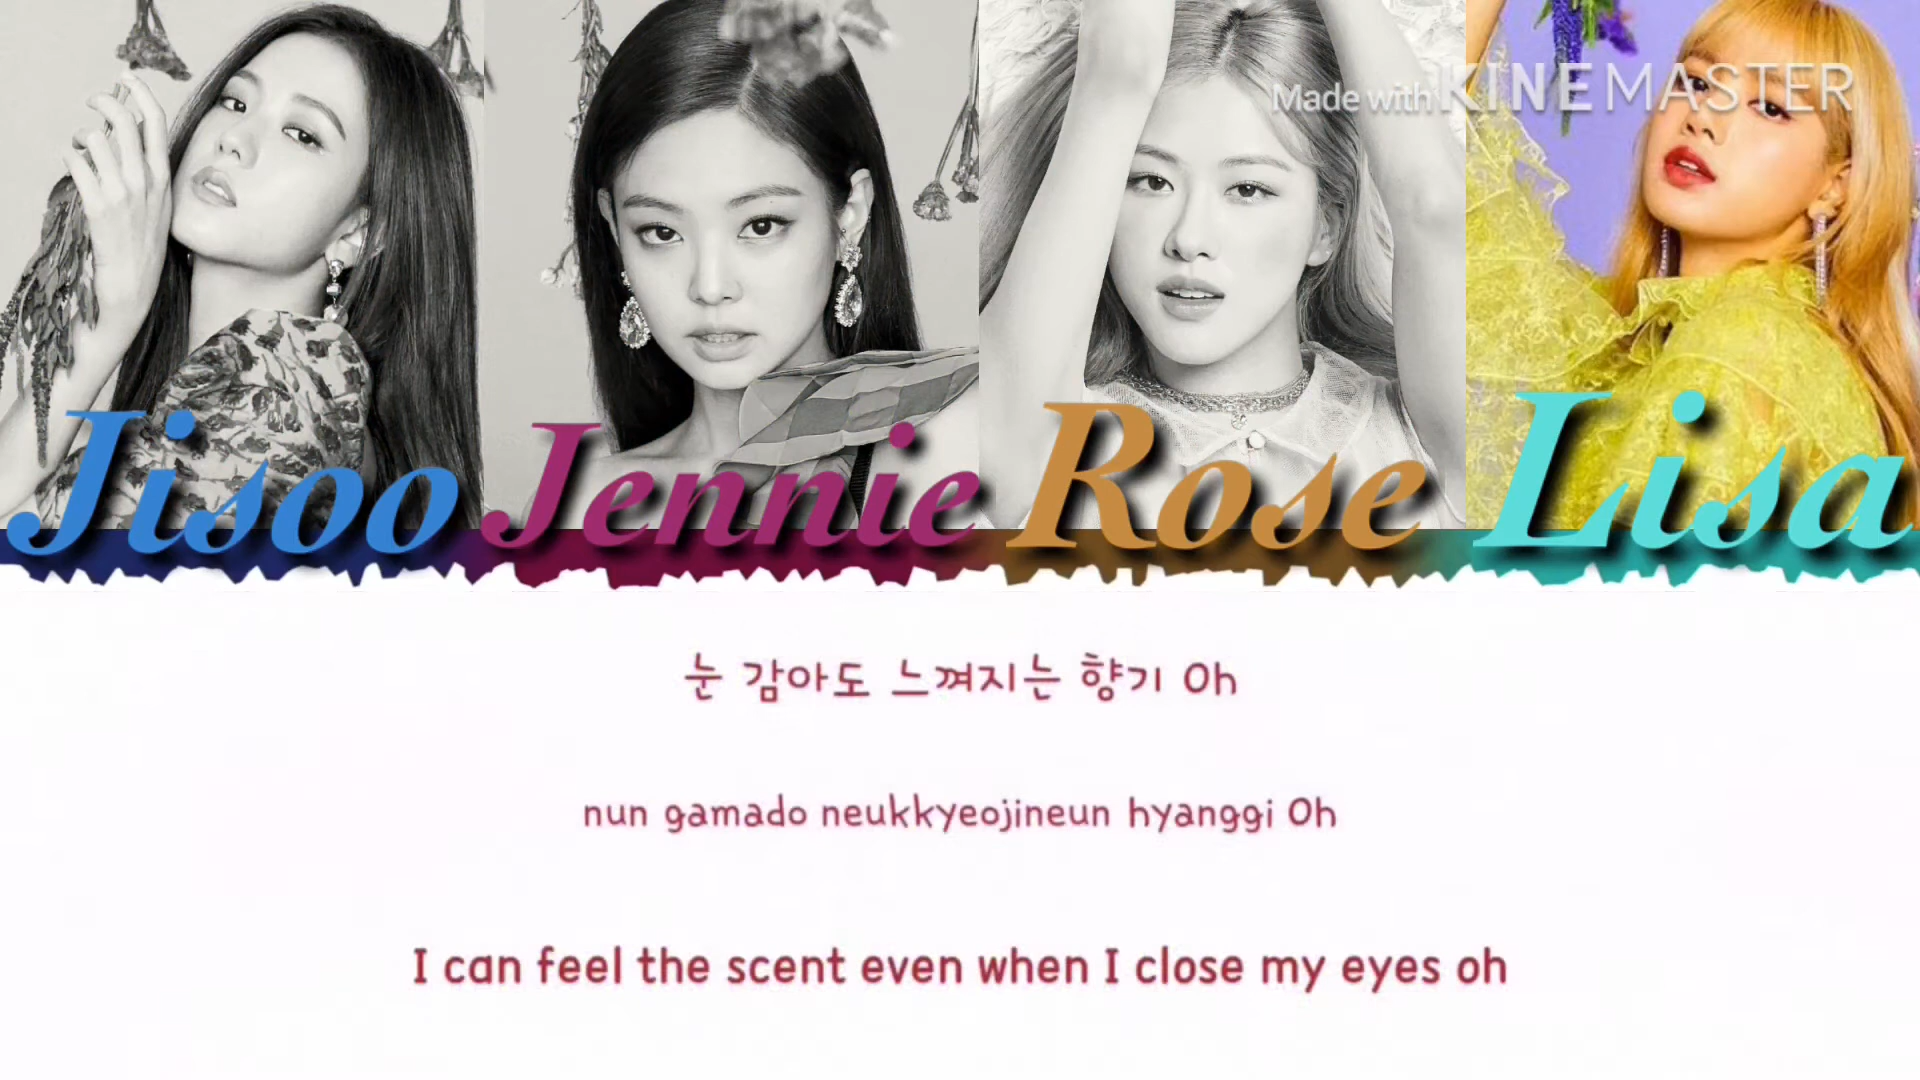 Made with KINEMASTER
Jisoo Jennie Rose Lisa
눈 감아도 느껴지는 향기 Oh
nun gamado neukkyeojineun hyanggi Oh
I can feel the scent even when I close my eyes oh